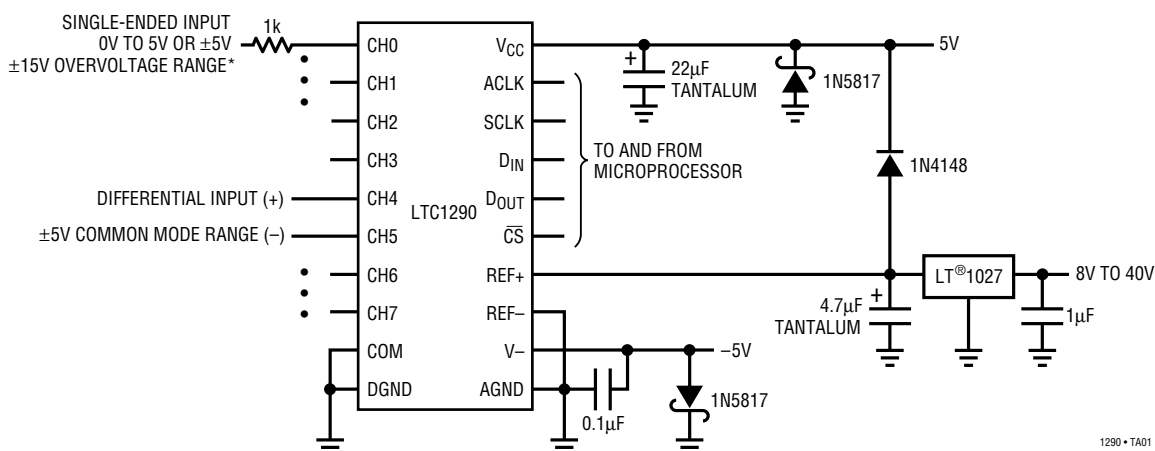 SINGLE-ENDED INPUT
0V TO 5V OR ±5V
±15V OVERVOLTAGE RANGE*
1k
CH0
CH1
CH2
CH3
DIFFERENTIAL INPUT (+)
CH4
±5V COMMON MODE RANGE (–)
CH5
CH6
CH7
COM
DGND
LTC1290
VCC
ACLK
SCLK
DIN
DOUT
C̅S̅
REF+
REF–
V–
AGND
+
22µF
TANTALUM
1N5817
5V
TO AND FROM
MICROPROCESSOR
1N4148
LT®1027
8V TO 40V
4.7µF
+
TANTALUM
1µF
–5V
0.1µF
1N5817
1290 • TA01